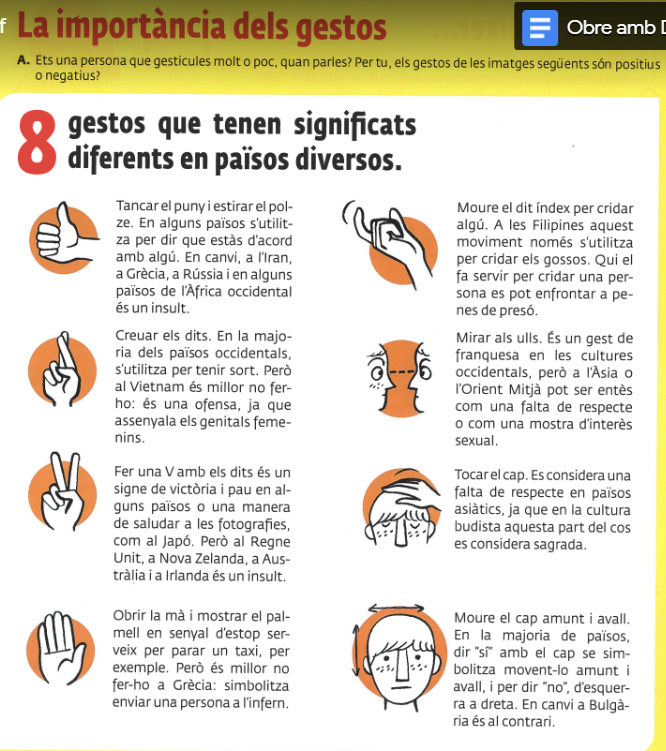 La importància dels gestos
Obre amb
A. Ets una persona que gesticules molt o poc, quan parles? Per tu, els gestos de les imatges següents són positius
o negatius?
8 gestos que tenen significats
diferents en països diversos.
Tancar el puny i estirar el pol-
ze. En alguns països s'utilit-
za per dir que estàs d'acord
amb algú. En canvi, a l'Iran,
a Grècia, a Rússia i en alguns
països de l'Àfrica occidental
és un insult.
Creuar els dits. En la majo-
ria dels països occidentals,
s'utilitza per tenir sort. Però
al Vietnam és millor no fer-
ho: és una ofensa, ja que
assenyala els genitals feme-
nins.
Fer una V amb els dits és un
signe de victòria i pau en al-
guns països o una manera
de saludar a les fotografies,
com al Japó. Però al Regne
Unit, a Nova Zelanda, a Aus-
tràlia i a Irlanda és un insult.
Obrir la mà i mostrar el pal-
mell en senyal d'estop ser-
veix per parar un taxi, per
exemple. Però és millor no
fer-ho a Grècia: simbolitza
enviar una persona a l'infern.
Moure el dit índex per cridar
algú. A les Filipines aquest
moviment només s'utilitza
per cridar els gossos. Qui el
fa servir per cridar una per-
sona es pot enfrontar a pe-
nes de presó.
Mirar als ulls. És un gest de
franquesa en les cultures
occidentals, però a l'Àsia o
l'Orient Mitjà pot ser entès
com una falta de respecte
o com una mostra d'interès
sexual.
Tocar el cap. Es considera una
falta de respecte en països
asiàtics, ja que en la cultura
budista aquesta part del cos
es considera sagrada.
Moure el cap amunt i avall.
En la majoria de països,
dir "sí" amb el cap se sim-
bolitza movent-lo amunt i
avall, i per dir "no", d'esquer-
ra a dreta. En canvi a Bulgà-
ria és al contrari.